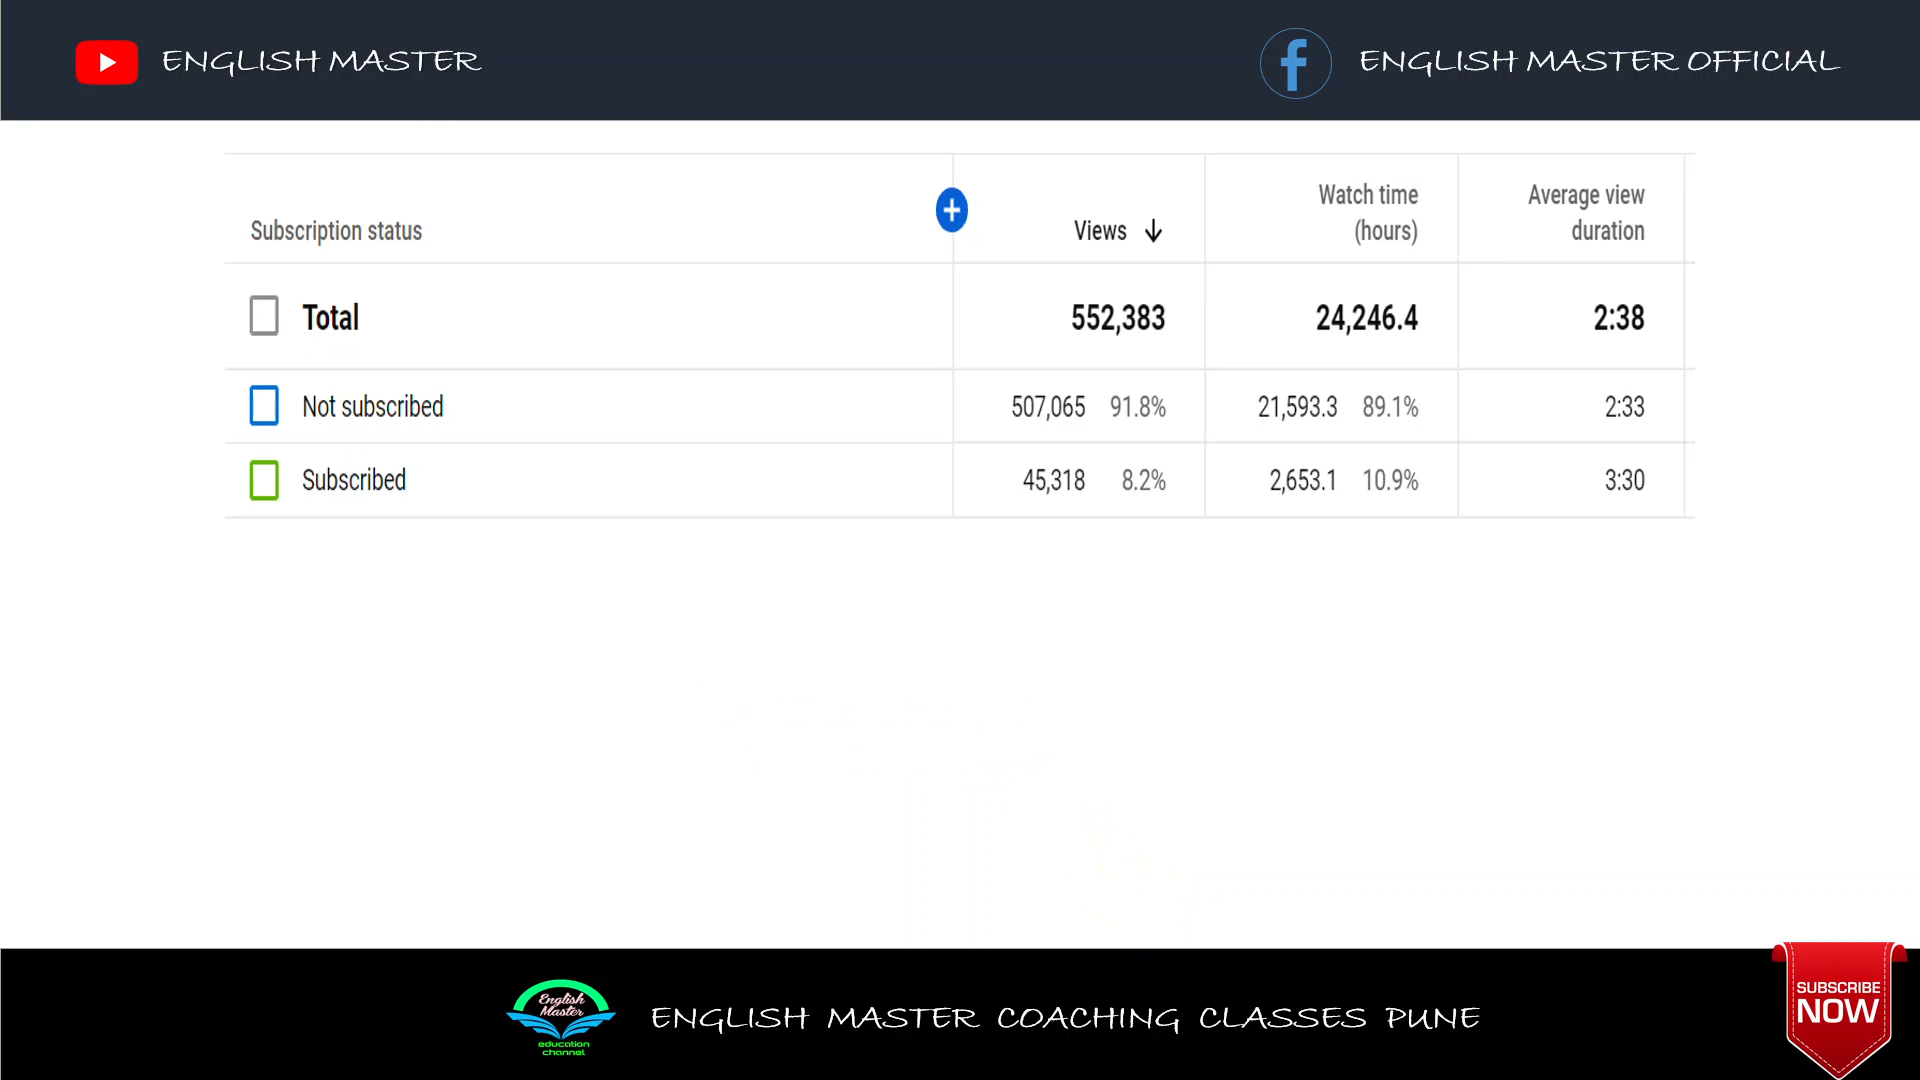 ENGLISH MASTER
f ENGLISH MASTER OFFICIAL
Subscription status
Views
Watch time
(hours)
Average view
duration
Total 552,383 24,246.4 2:38
Not subscribed 507,065 91.8% 21,593.3 89.1% 2:33
Subscribed 45,318 8.2% 2,653.1 10.9% 3:30
English
Master
education
channel
ENGLISH MASTER COACHING CLASSES PUNE
SUBSCRIBE
NOW